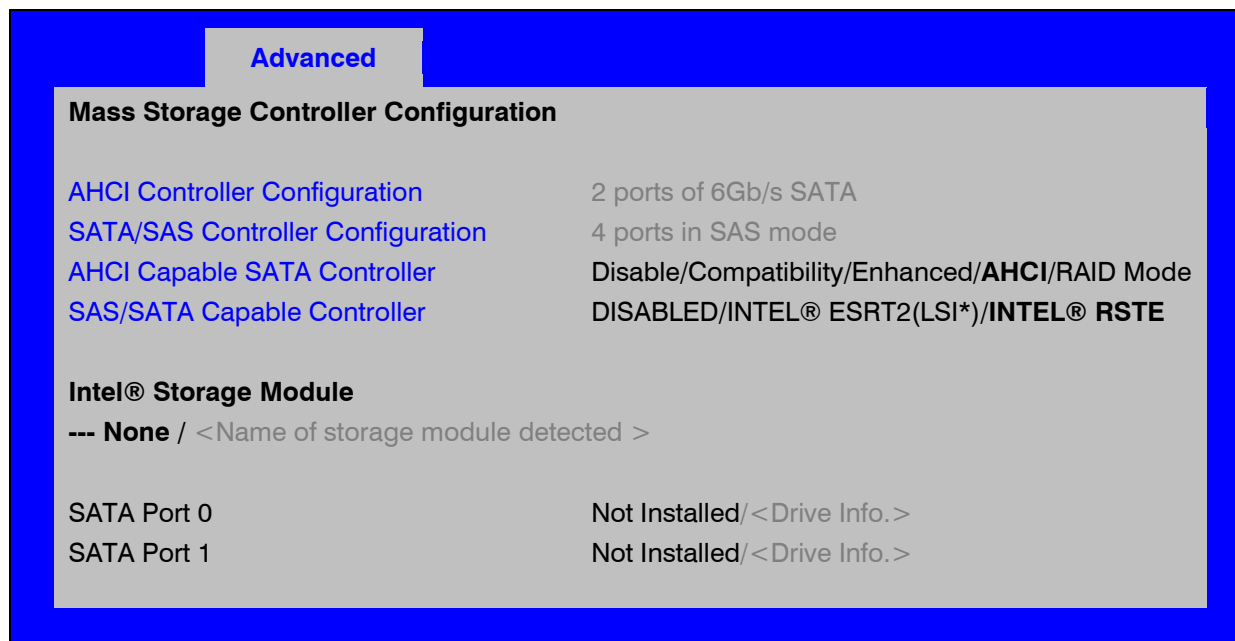 Advanced
Mass Storage Controller Configuration
AHCI Controller Configuration 2 ports of 6Gb/s SATA
SATA/SAS Controller Configuration 4 ports in SAS mode
AHCI Capable SATA Controller Disable/Compatibility/Enhanced/AHCI/RAID Mode
SAS/SATA Capable Controller DISABLED/INTEL® ESRT2(LSI*)/INTEL® RSTE
Intel® Storage Module
--- None / <Name of storage module detected >
SATA Port 0 Not Installed/<Drive Info.>
SATA Port 1 Not Installed/<Drive Info.>